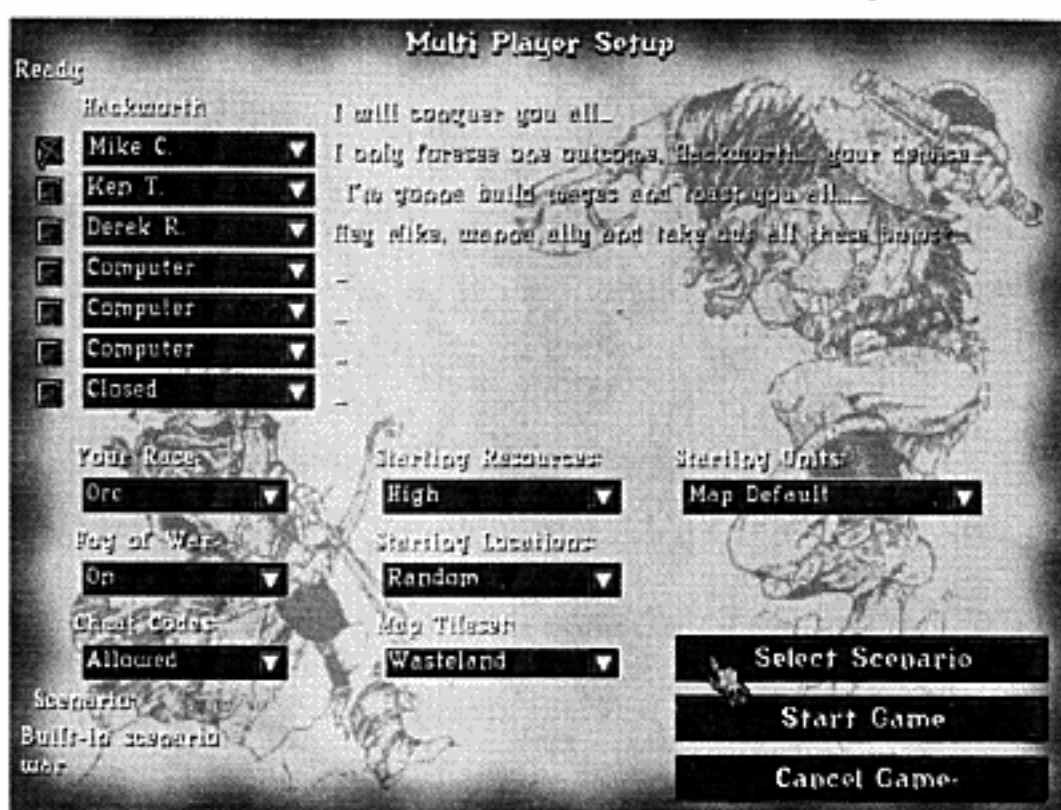 Multi Player Setup
Ready
Hackworth
I will conquer you all...
Mike C.
I only foresee one outcome, Hackworth... your demise...
Ken T.
I'm gonna build mages and roast you all......
Derek R.
Hey Mike, wanna ally and take out all these
Computer
_
Computer
_
Computer
_
Closed
_
Your Race:
Starting Resources:
Starting Units:
Orc
High
Map Default
Fog of War:
Starting Locations:
On
Random
Cheat Codes:
Map Tileset:
Allowed
Wasteland
Select Scenario
Scenario:
Start Game
Built-in scenario
war
Cancel Game